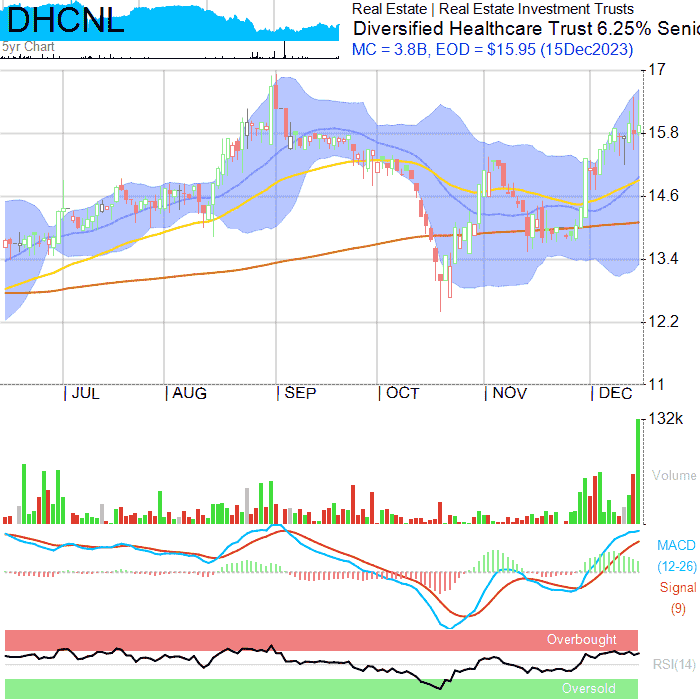 DHCNL
5yr Chart
Real Estate | Real Estate Investment Trusts
Diversified Healthcare Trust 6.25% Senio
MC = 3.8B, EOD = $15.95 (15Dec2023)
17
15.8
14.6
13.4
12.2
11
| JUL | AUG | SEP | OCT | NOV | DEC
132k
Volume
MACD
(12-26)
Signal
(9)
Overbought
RSI(14)
Oversold